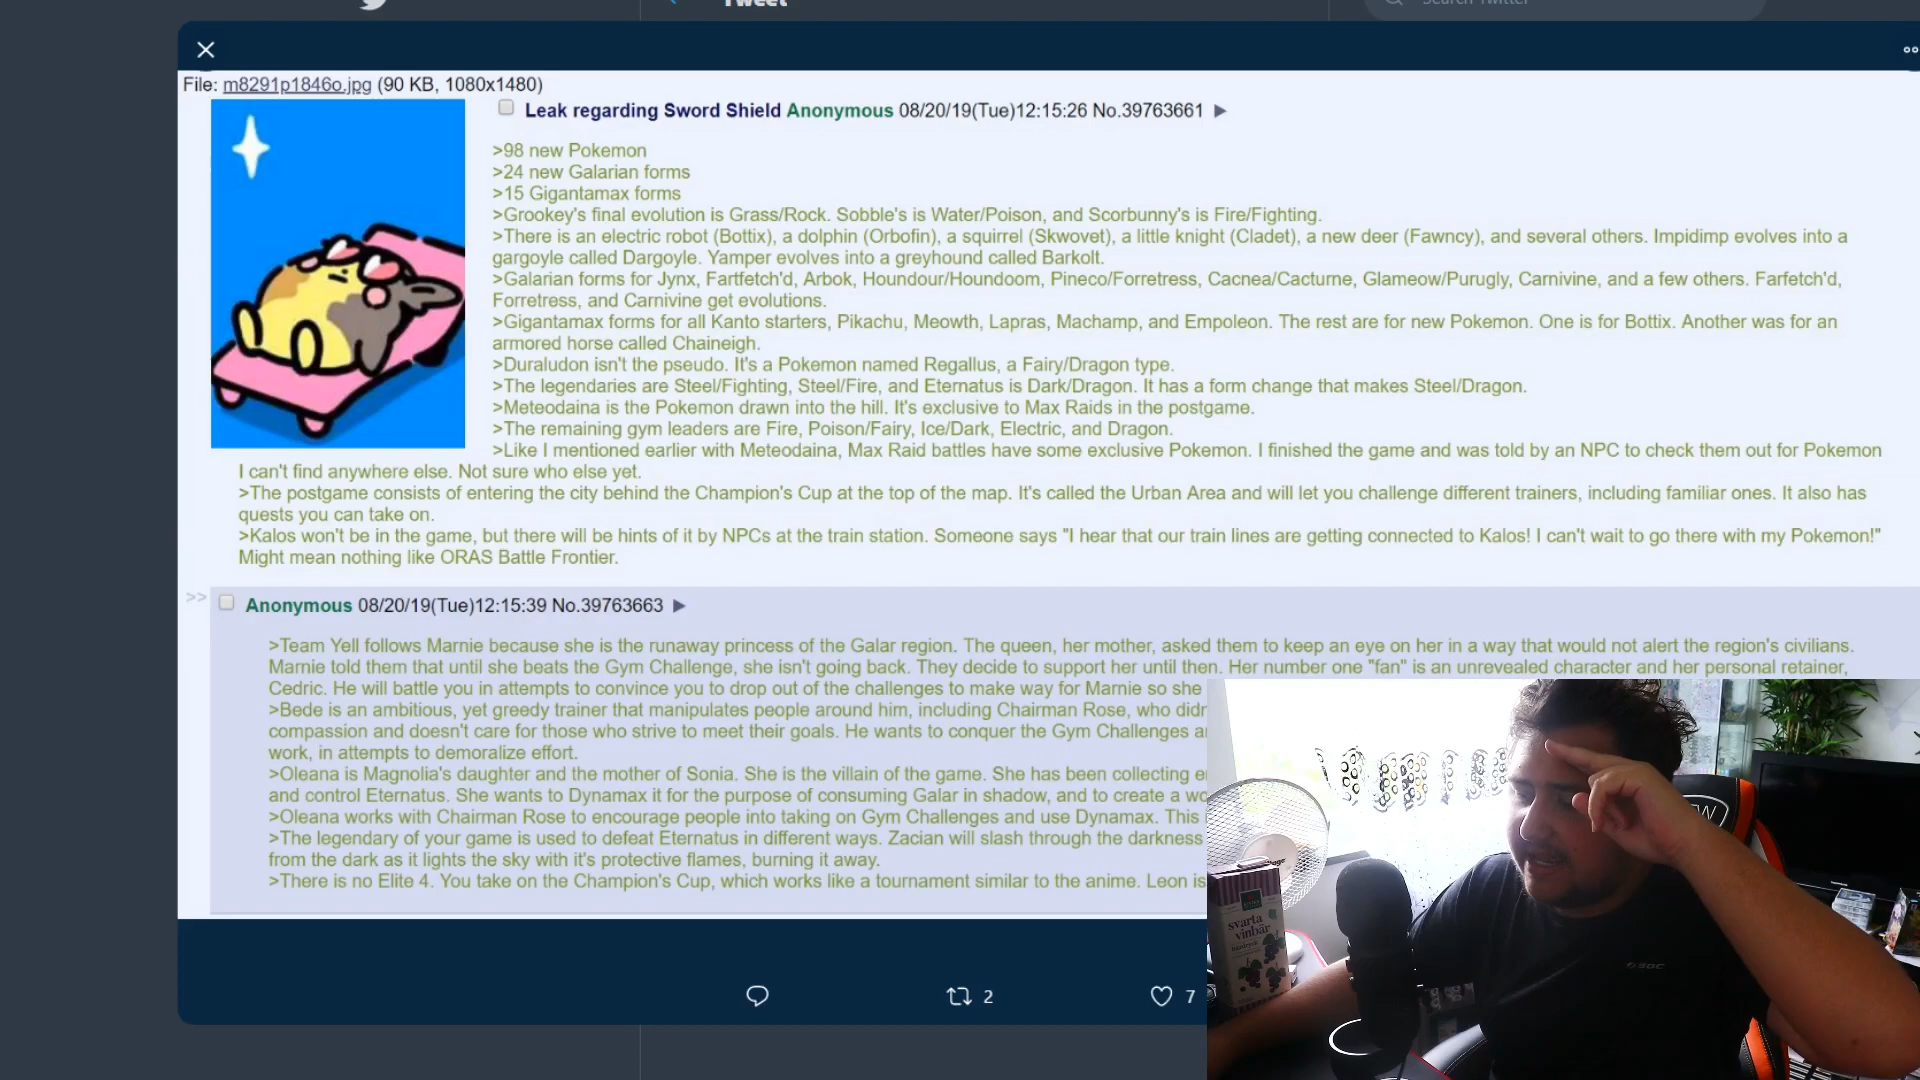 Tweet
Search Twitter
File: m8291p1846o.jpg (90 KB, 1080x1480)
Leak regarding Sword Shield Anonymous 08/20/19(Tue)12:15:26 No.39763661 ▶
>98 new Pokemon
>24 new Galarian forms
>15 Gigantamax forms
>Grookey's final evolution is Grass/Rock. Sobble's is Water/Poison, and Scorbunny's is Fire/Fighting.
>There is an electric robot (Bottix), a dolphin (Orbofin), a squirrel (Skwovet), a little knight (Cladet), a new deer (Fawncy), and several others. Impidimp evolves into a
gargoyle called Dargoyle. Yamper evolves into a greyhound called Barkolt.
>Galarian forms for Jynx, Fartfetch'd, Arbok, Houndour/Houndoom, Pineco/Forretress, Cacnea/Cacturne, Glameow/Purugly, Carnivine, and a few others. Farfetch'd,
Forretress, and Carnivine get evolutions.
>Gigantamax forms for all Kanto starters, Pikachu, Meowth, Lapras, Machamp, and Empoleon. The rest are for new Pokemon. One is for Bottix. Another was for an
armored horse called Chaineigh.
>Duraludon isn't the pseudo. It's a Pokemon named Regallus, a Fairy/Dragon type.
>The legendaries are Steel/Fighting, Steel/Fire, and Eternatus is Dark/Dragon. It has a form change that makes Steel/Dragon.
>Meteodaina is the Pokemon drawn into the hill. It's exclusive to Max Raids in the postgame.
>The remaining gym leaders are Fire, Poison/Fairy, Ice/Dark, Electric, and Dragon.
>Like I mentioned earlier with Meteodaina, Max Raid battles have some exclusive Pokemon. I finished the game and was told by an NPC to check them out for Pokemon
I can't find anywhere else. Not sure who else yet.
>The postgame consists of entering the city behind the Champion's Cup at the top of the map. It's called the Urban Area and will let you challenge different trainers, including familiar ones. It also has
quests you can take on.
>Kalos won't be in the game, but there will be hints of it by NPCs at the train station. Someone says "I hear that our train lines are getting connected to Kalos! I can't wait to go there with my Pokemon!"
Might mean nothing like ORAS Battle Frontier.
>> Anonymous 08/20/19(Tue)12:15:39 No.39763663 ▶
>Team Yell follows Marnie because she is the runaway princess of the Galar region. The queen, her mother, asked them to keep an eye on her in a way that would not alert the region's civilians.
Marnie told them that until she beats the Gym Challenge, she isn't going back. They decide to support her until then. Her number one "fan" is an unrevealed character and her personal retainer,
Cedric. He will battle you in attempts to convince you to drop out of the challenges to make way for Marnie so she
>Bede is an ambitious, yet greedy trainer that manipulates people around him, including Chairman Rose, who didn
compassion and doesn't care for those who strive to meet their goals. He wants to conquer the Gym Challenges a
work, in attempts to demoralize effort.
>Oleana is Magnolia's daughter and the mother of Sonia. She is the villain of the game. She has been collecting e
and control Eternatus. She wants to Dynamax it for the purpose of consuming Galar in shadow, and to create a wo
>Oleana works with Chairman Rose to encourage people into taking on Gym Challenges and use Dynamax. This
>The legendary of your game is used to defeat Eternatus in different ways. Zacian will slash through the darkness
from the dark as it lights the sky with it's protective flames, burning it away.
>There is no Elite 4. You take on the Champion's Cup, which works like a tournament similar to the anime. Leon is
2
7
svarta
vinbär